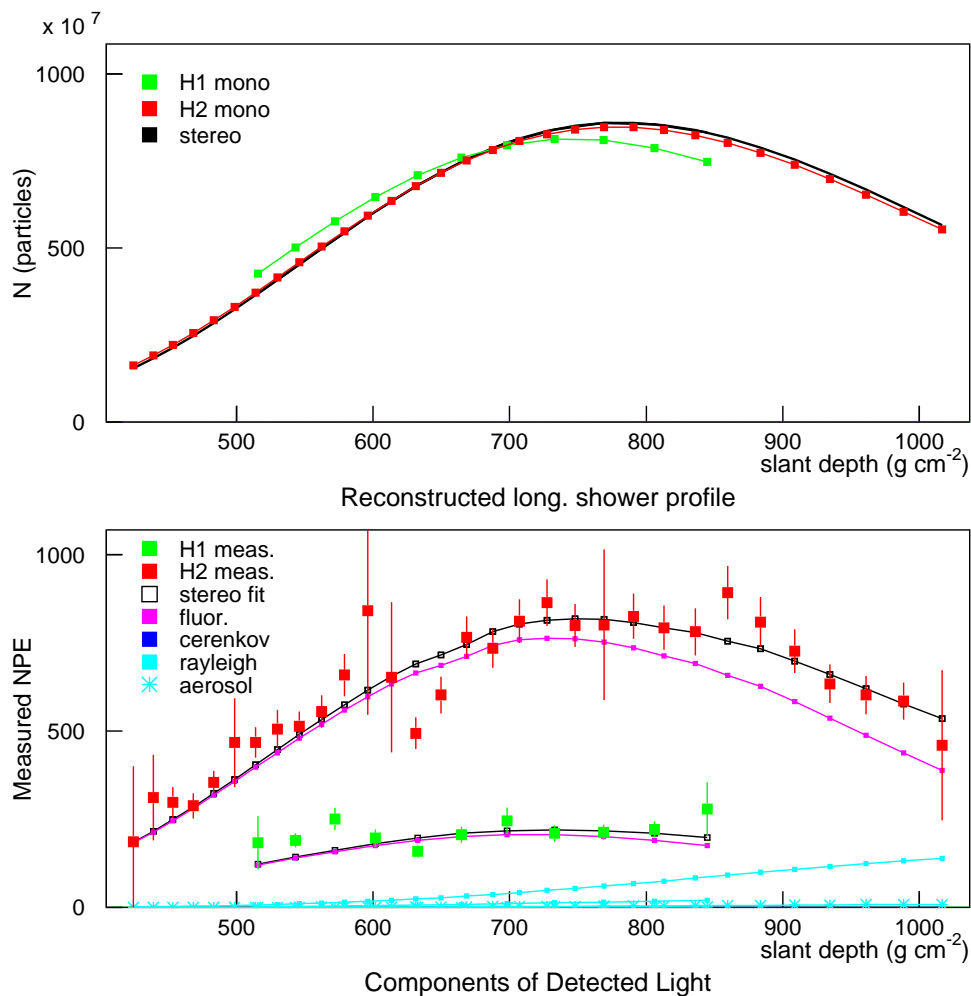 x 10⁷
1000
H1 mono
H2 mono
stereo
N (particles)
500
0
500 600 700 800 900 1000
slant depth (g cm⁻²)
Reconstructed long. shower profile
1000
H1 meas.
H2 meas.
stereo fit
fluor.
cerenkov
rayleigh
aerosol
Measured NPE
500
0
500 600 700 800 900 1000
slant depth (g cm⁻²)
Components of Detected Light